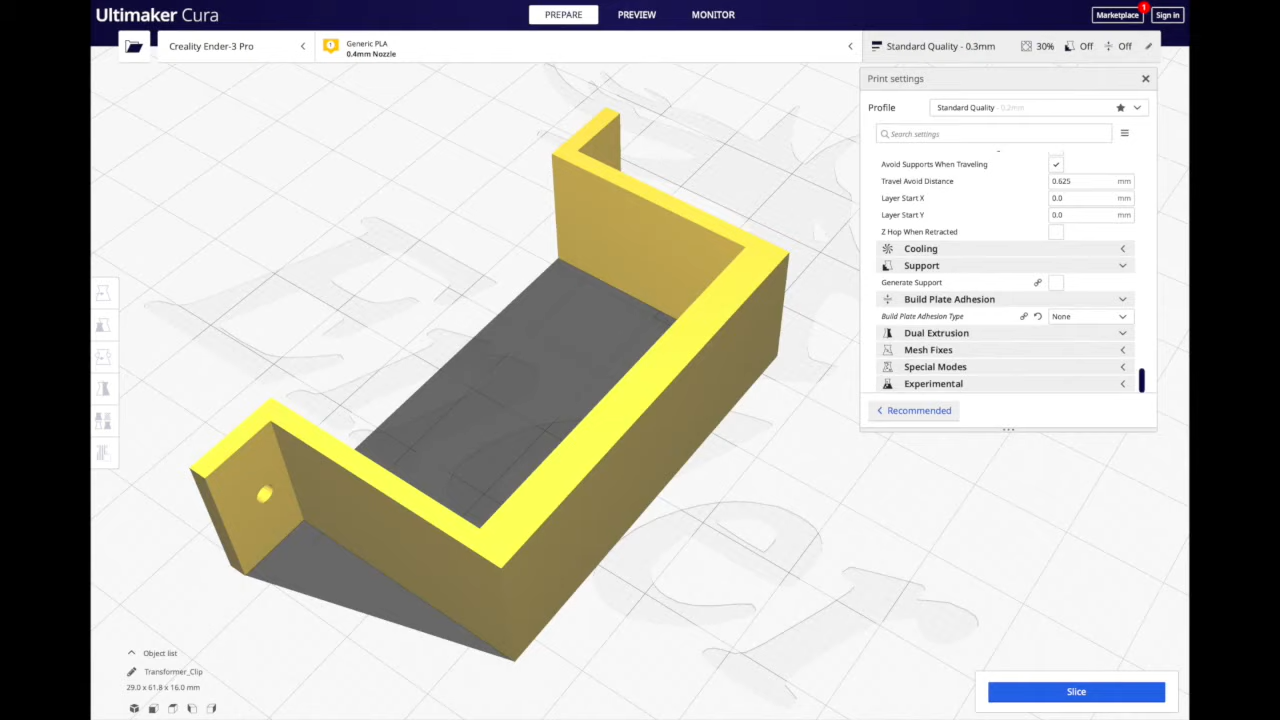 Ultimaker Cura
PREPARE
PREVIEW
MONITOR
Marketplace
1
Sign in
Creality Ender-3 Pro
Generic PLA
0.4mm Nozzle
Standard Quality - 0.3mm
30%
Off
Off
Print settings
Profile
Standard Quality - 0.2mm
Search settings
Avoid Supports When Traveling
Travel Avoid Distance
0.625 mm
Layer Start X
0.0 mm
Layer Start Y
0.0 mm
Z Hop When Retracted
Cooling
Support
Generate Support
Build Plate Adhesion
Build Plate Adhesion Type
None
Dual Extrusion
Mesh Fixes
Special Modes
Experimental
Recommended
Object list
Transformer_Clip
29.0 x 61.8 x 16.0 mm
Slice